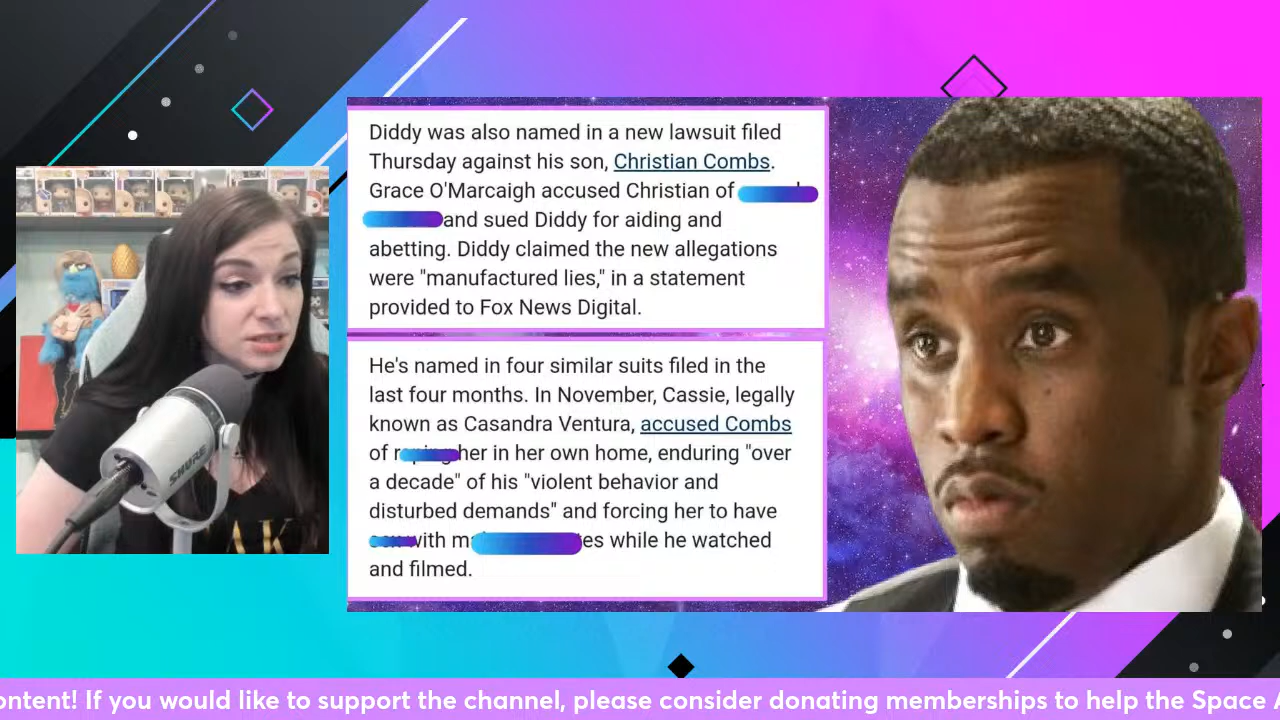 Diddy was also named in a new lawsuit filed
Thursday against his son, Christian Combs.
Grace O'Marcaigh accused Christian of
and sued Diddy for aiding and
abetting. Diddy claimed the new allegations
were "manufactured lies," in a statement
provided to Fox News Digital.
He's named in four similar suits filed in the
last four months. In November, Cassie, legally
known as Casandra Ventura, accused Combs
of her in her own home, enduring "over
a decade" of his "violent behavior and
disturbed demands" and forcing her to have
with while he watched
and filmed.
SHURE
ontent! If you would like to support the channel, please consider donating memberships to help the Space A